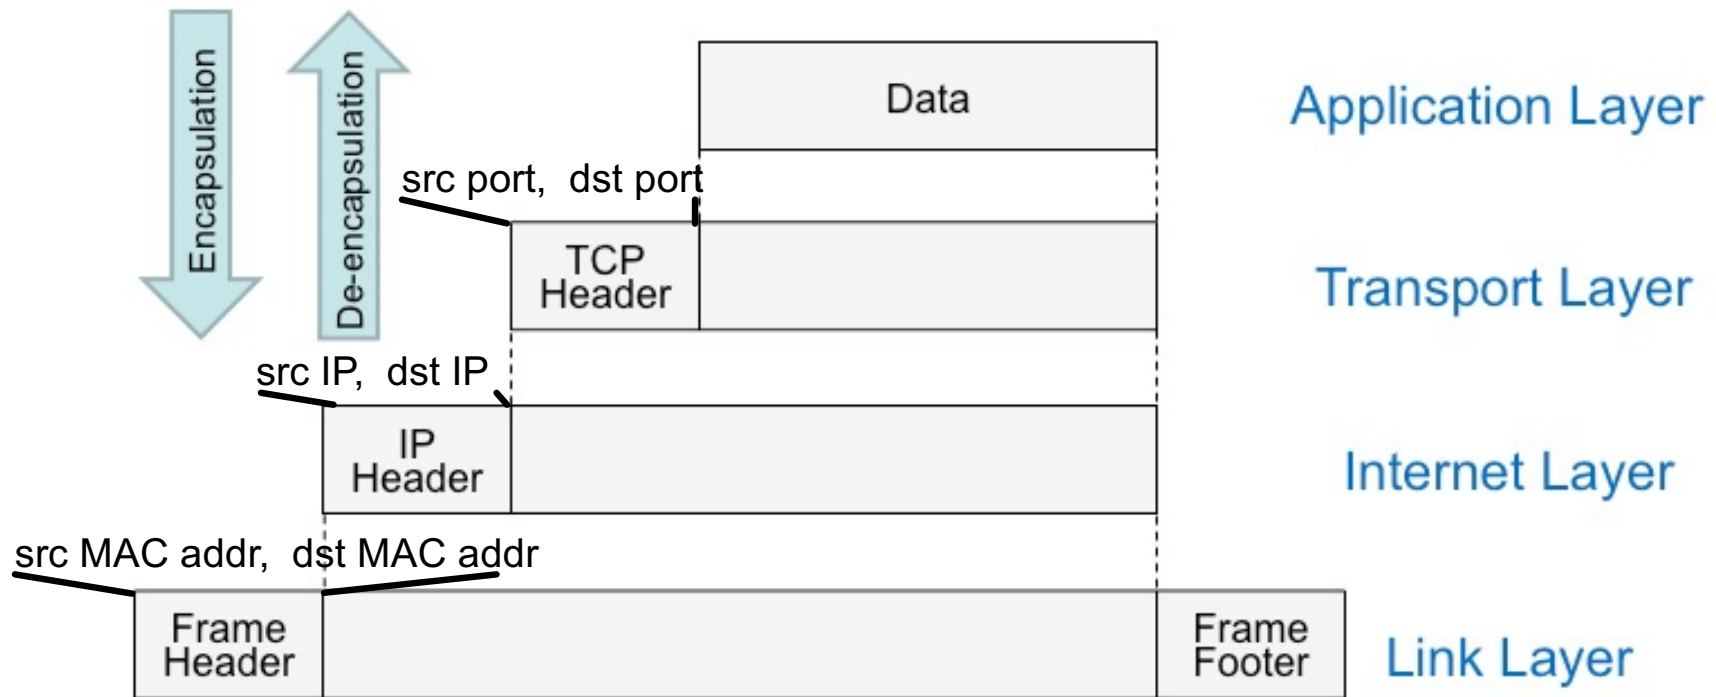 Encapsulation
De-encapsulation
Data
Application Layer
src port,  dst port
TCP
Header
Transport Layer
src IP,  dst IP
IP
Header
Internet Layer
src MAC addr,  dst MAC addr
Frame
Header
Frame
Footer
Link Layer